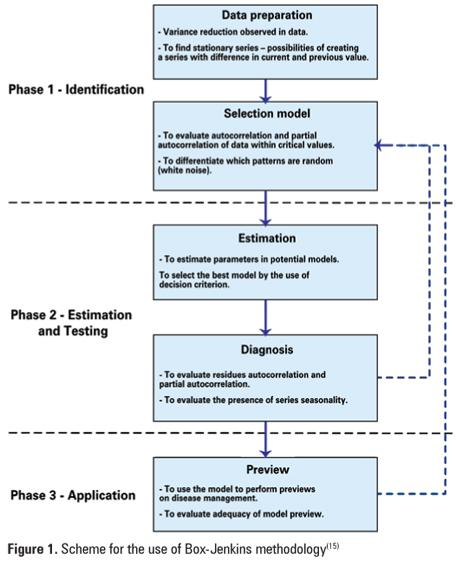 Data preparation
- Variance reduction observed in data.
- To find stationary series – possibilities of creating
a series with difference in current and previous value.
Phase 1 - Identification
Selection model
- To evaluate autocorrelation and partial
autocorrelation of data within critical values.
- To differentiate which patterns are random
(white noise).
Estimation
- To estimate parameters in potential models.
To select the best model by the use of
decision criterion.
Phase 2 - Estimation
and Testing
Diagnosis
- To evaluate residues autocorrelation and
partial autocorrelation.
- To evaluate the presence of series seasonality.
Preview
- To use the model to perform previews
on disease management.
- To evaluate adequacy of model preview.
Phase 3 - Application
Figure 1. Scheme for the use of Box-Jenkins methodology(15)